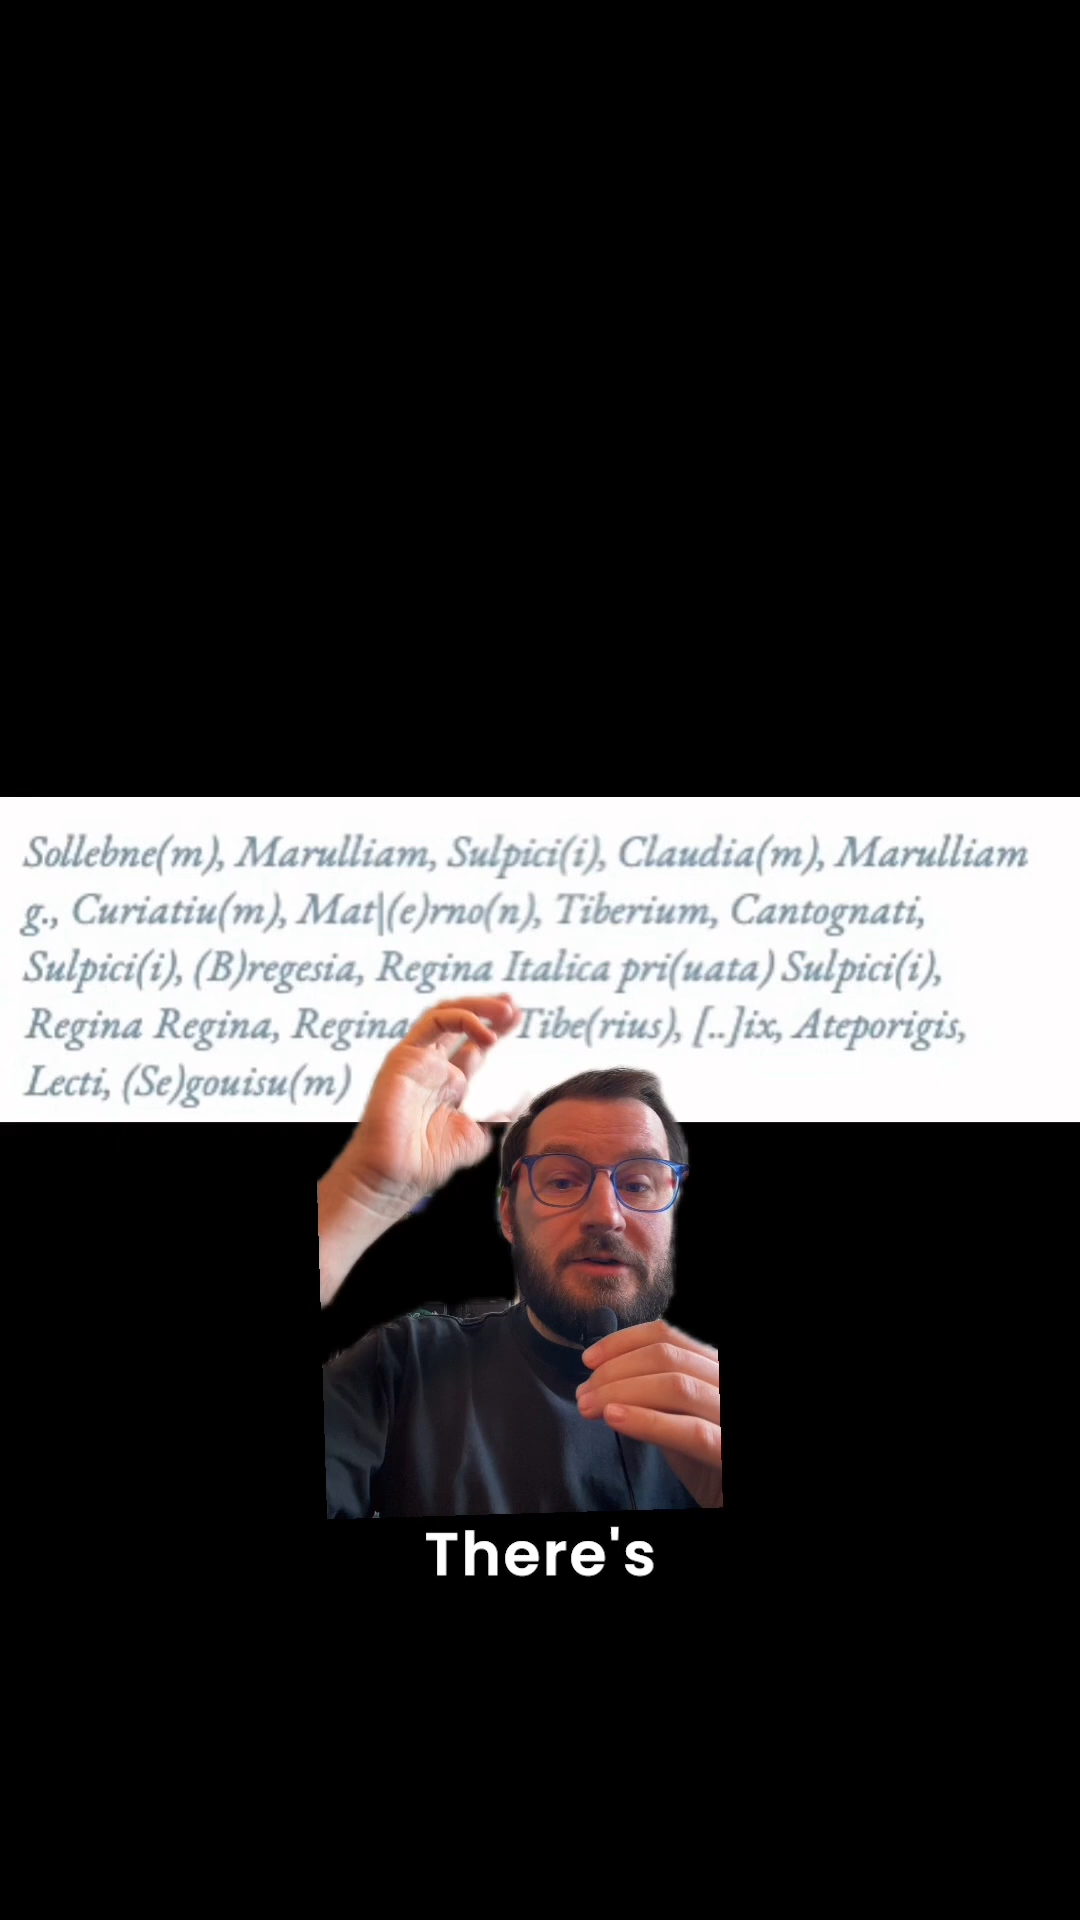 Sollebne(m), Marulliam, Sulpici(i), Claudia(m), Marulliam
g., Curiatiu(m), Mat|(e)rno(n), Tiberium, Cantognati,
Sulpici(i), (B)regesia, Regina Italica pri(uata) Sulpici(i),
Regina Regina, Regina Tibe(rius), [..]ix, Ateporigis,
Lecti, (Se)gouisu(m)
There's